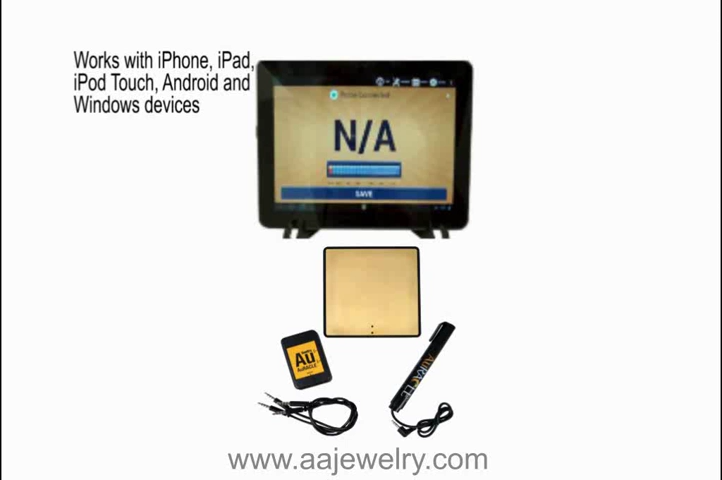 Works with iPhone, iPad,
iPod Touch, Android and
Windows devices
N/A
SAVE
Au
AuRACLE
AuRACLE
www.aajewelry.com